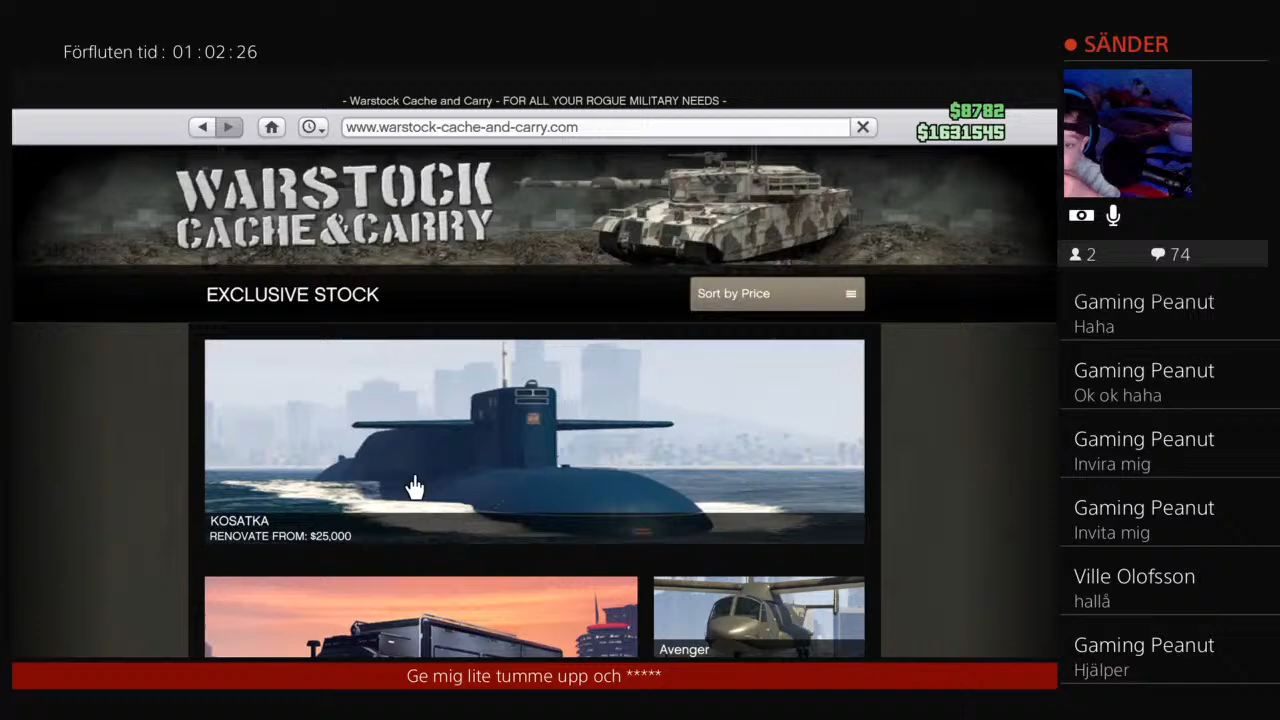 Förfluten tid : 01 : 02 : 26
SÄNDER
- Warstock Cache and Carry - FOR ALL YOUR ROGUE MILITARY NEEDS -
$8782
www.warstock-cache-and-carry.com
$1631545
WARSTOCK
CACHE&CARRY
2 74
EXCLUSIVE STOCK
Sort by Price
Gaming Peanut
Haha
Gaming Peanut
Ok ok haha
Gaming Peanut
Invira mig
Gaming Peanut
Invita mig
KOSATKA
RENOVATE FROM: $25,000
Ville Olofsson
hallå
Avenger
Gaming Peanut
Hjälper
Ge mig lite tumme upp och *****